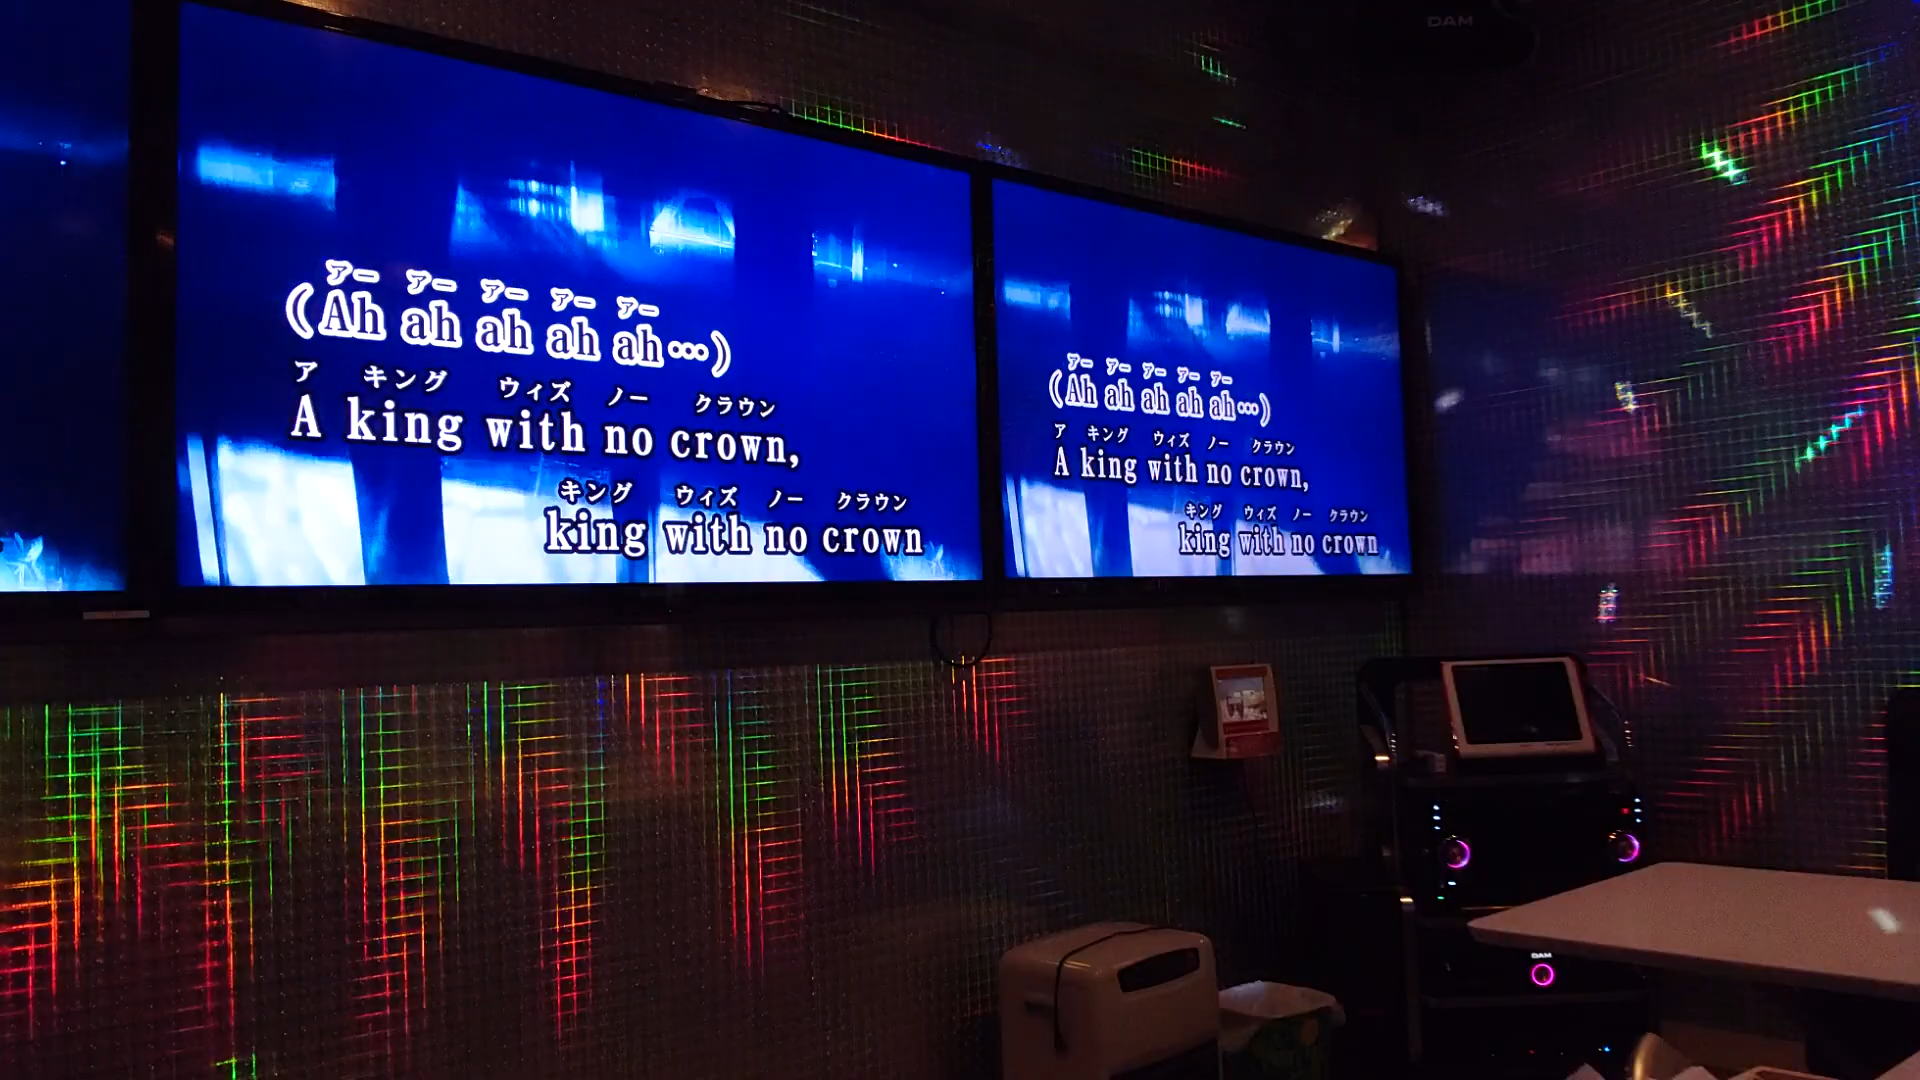 DAM
アー アー アー アー アー
(Ah ah ah ah ah…)
ア キング ウィズ ノー クラウン
A king with no crown,
キング ウィズ ノー クラウン
king with no crown
アー アー アー アー アー
(Ah ah ah ah ah…)
ア キング ウィズ ノー クラウン
A king with no crown,
キング ウィズ ノー クラウン
king with no crown
DAM